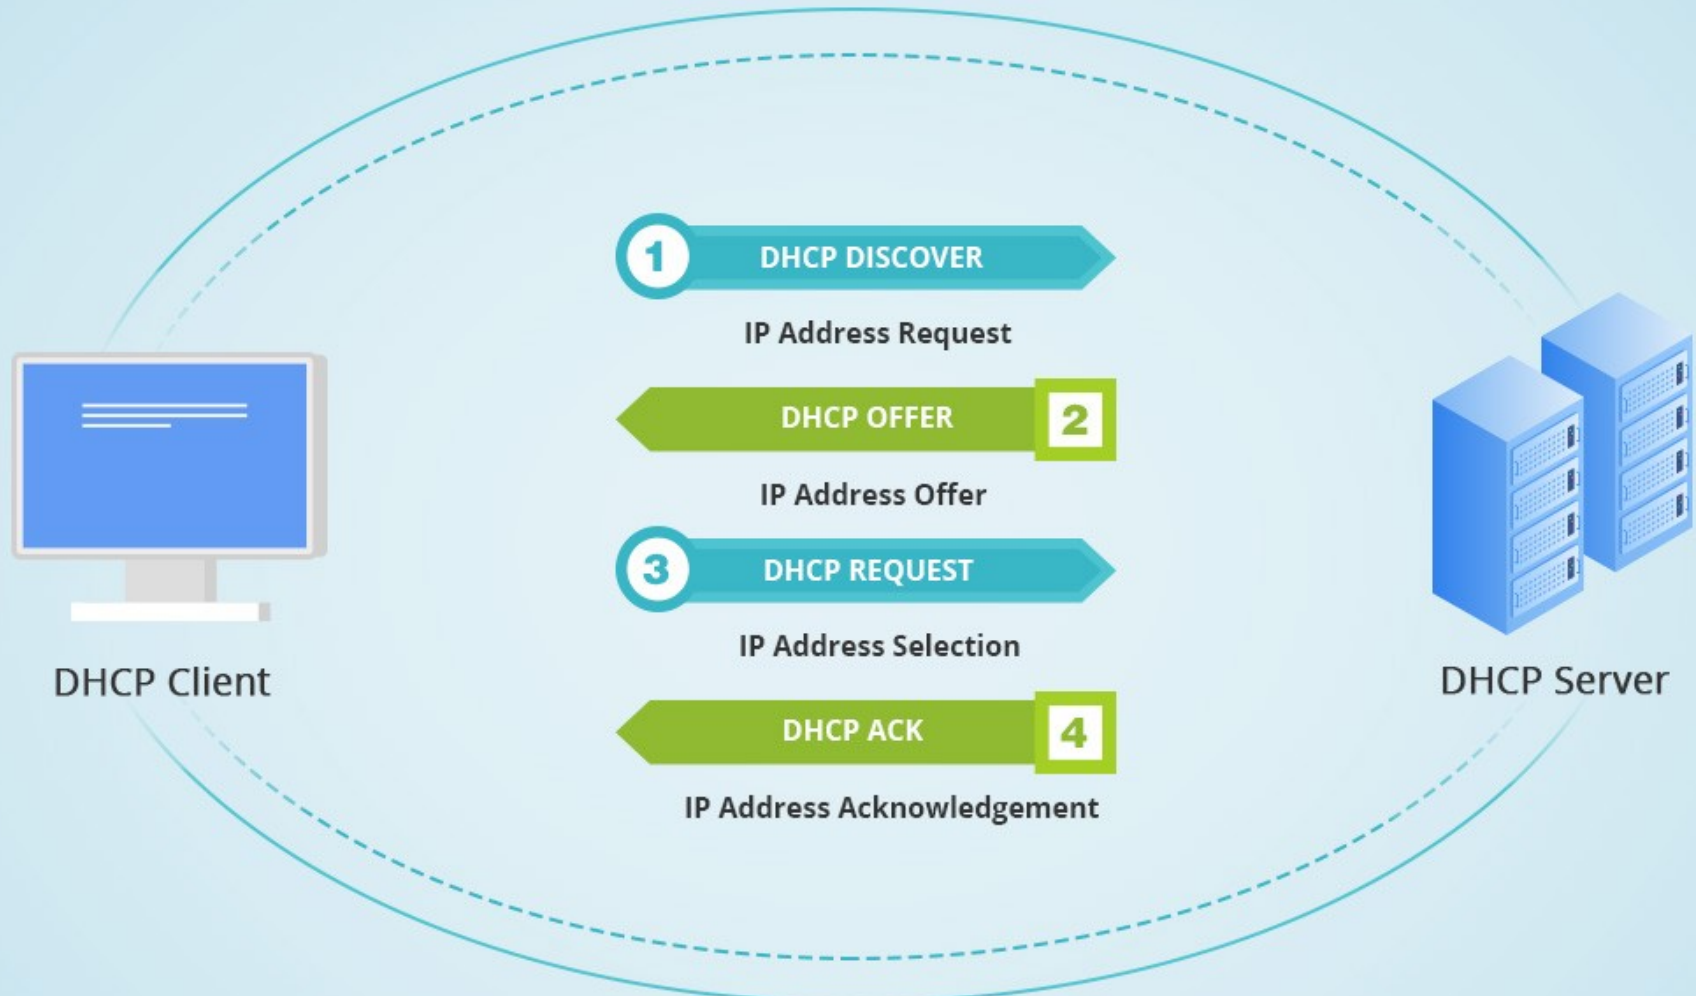 1
DHCP DISCOVER
IP Address Request
DHCP OFFER
2
IP Address Offer
3
DHCP REQUEST
IP Address Selection
DHCP ACK
4
IP Address Acknowledgement
DHCP Client
DHCP Server